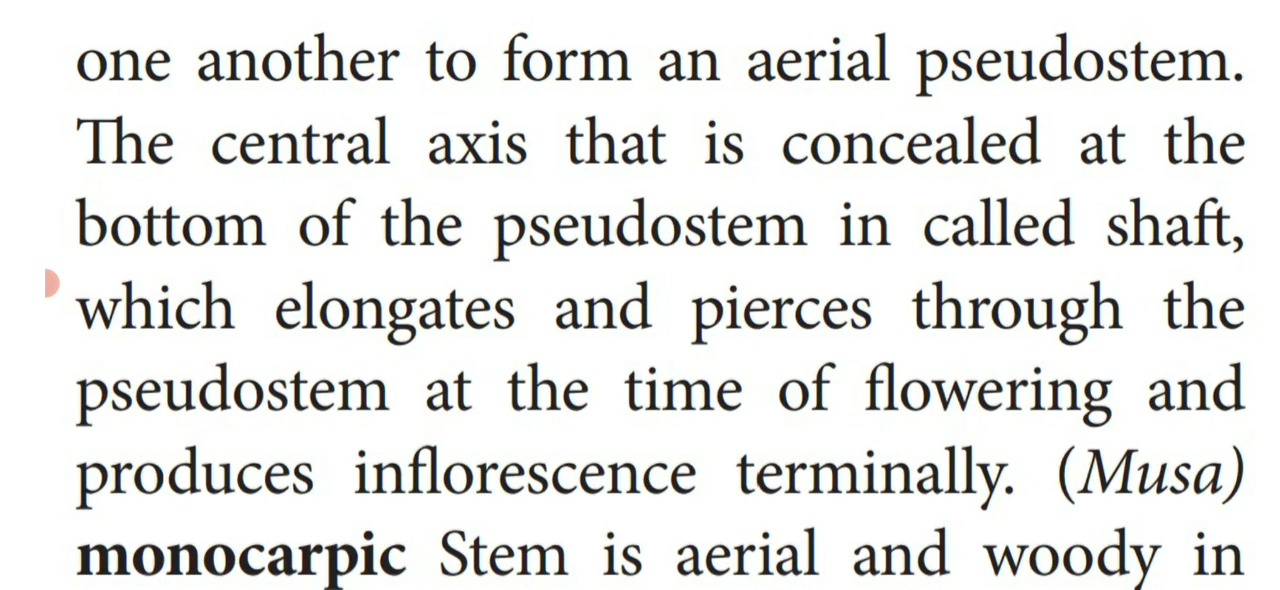 one another to form an aerial pseudostem.
The central axis that is concealed at the
bottom of the pseudostem in called shaft,
which elongates and pierces through the
pseudostem at the time of flowering and
produces inflorescence terminally. (Musa)
monocarpic Stem is aerial and woody in